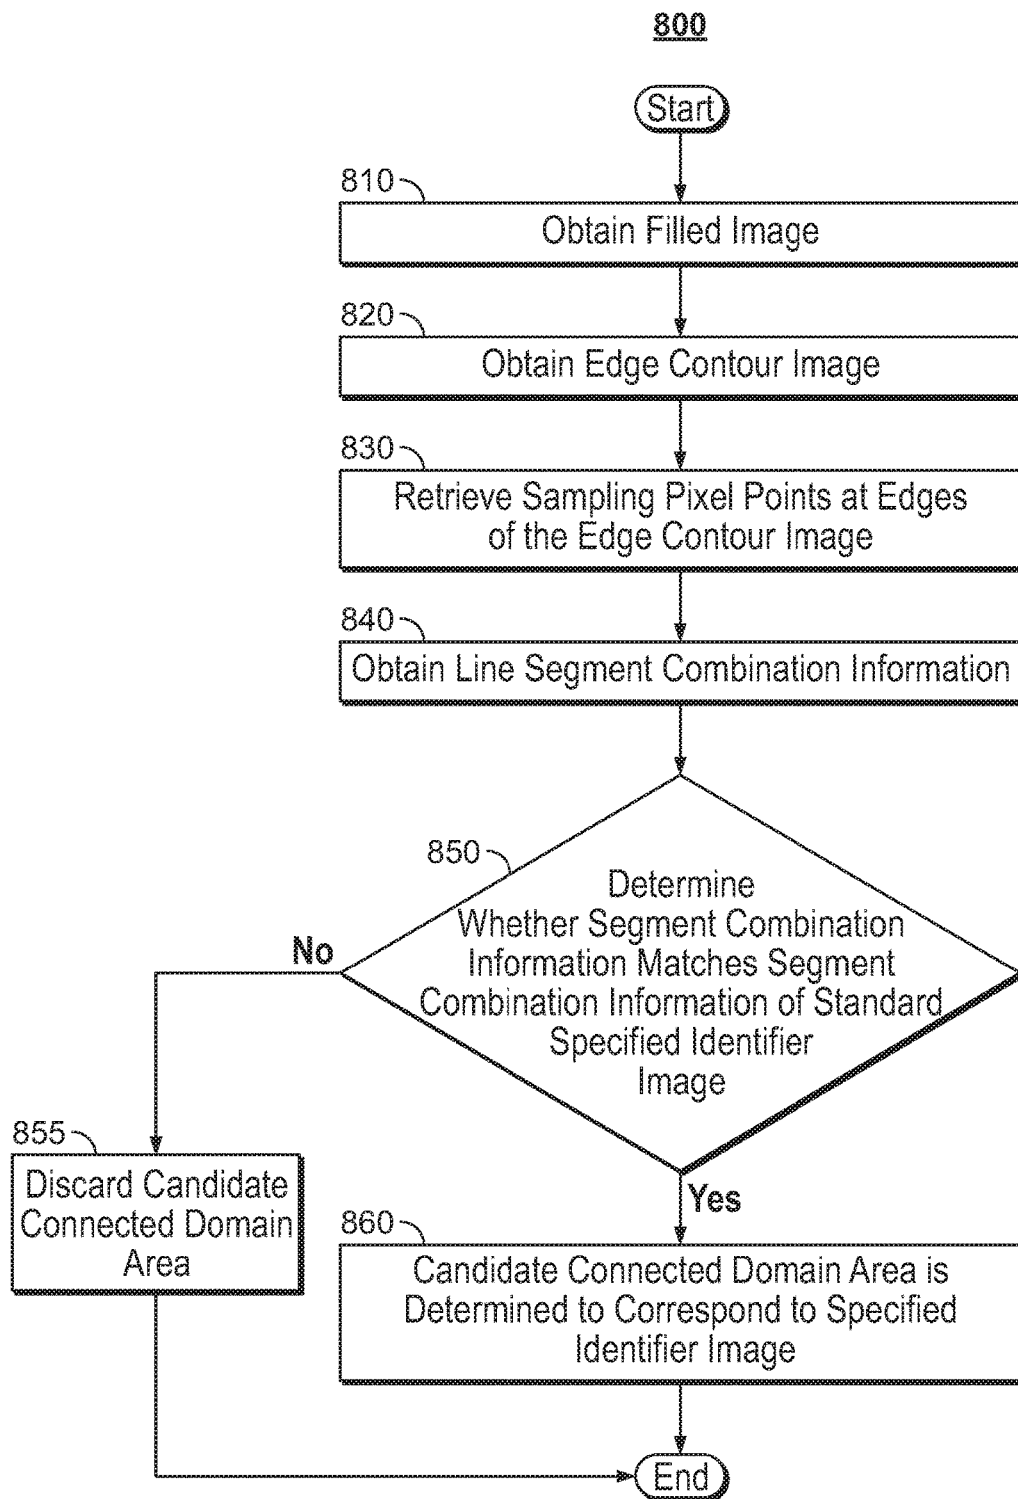 800
Start
810
Obtain Filled Image
820
Obtain Edge Contour Image
830
Retrieve Sampling Pixel Points at Edges
of the Edge Contour Image
840
Obtain Line Segment Combination Information
850
Determine
Whether Segment Combination
Information Matches Segment
Combination Information of Standard
Specified Identifier
Image
No
855
Discard Candidate
Connected Domain
Area
Yes
860
Candidate Connected Domain Area is
Determined to Correspond to Specified
Identifier Image
End